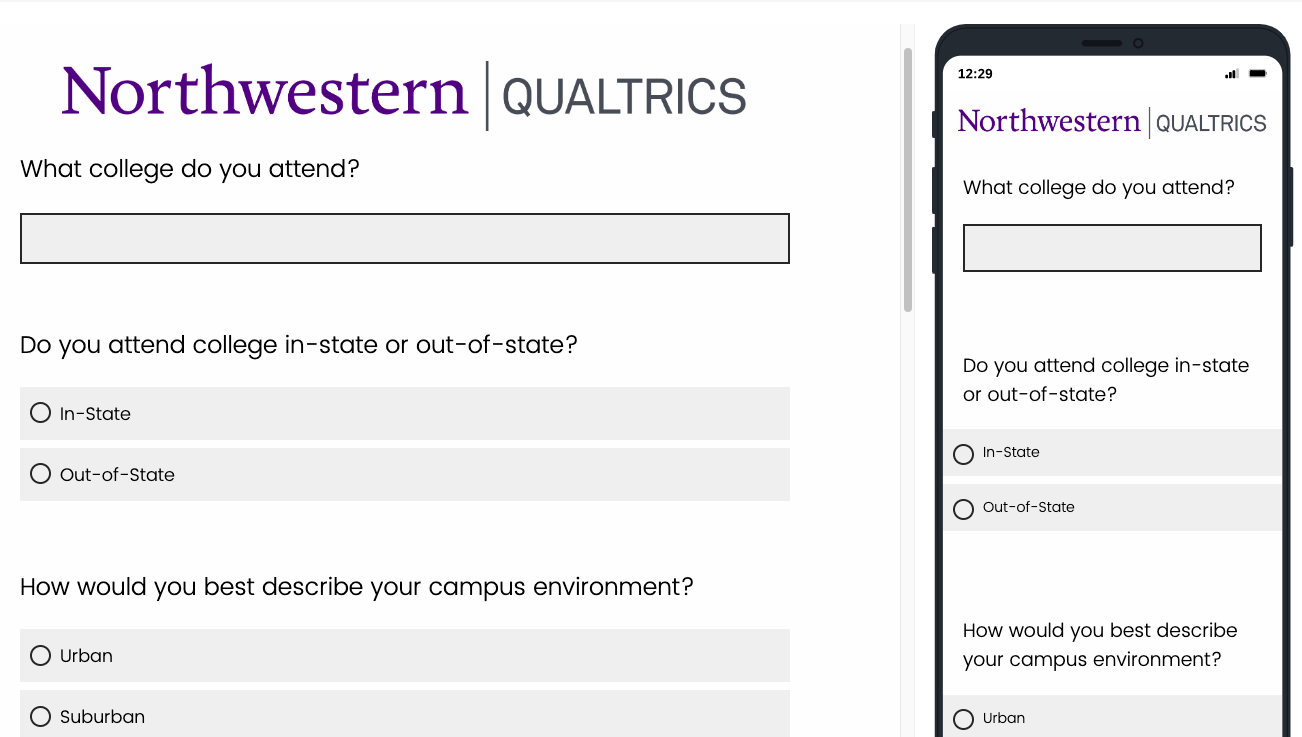 Northwestern | QUALTRICS
What college do you attend?
Do you attend college in-state or out-of-state?
In-State
Out-of-State
How would you best describe your campus environment?
Urban
Suburban
12:29
Northwestern | QUALTRICS
What college do you attend?
Do you attend college in-state
or out-of-state?
In-State
Out-of-State
How would you best describe
your campus environment?
Urban